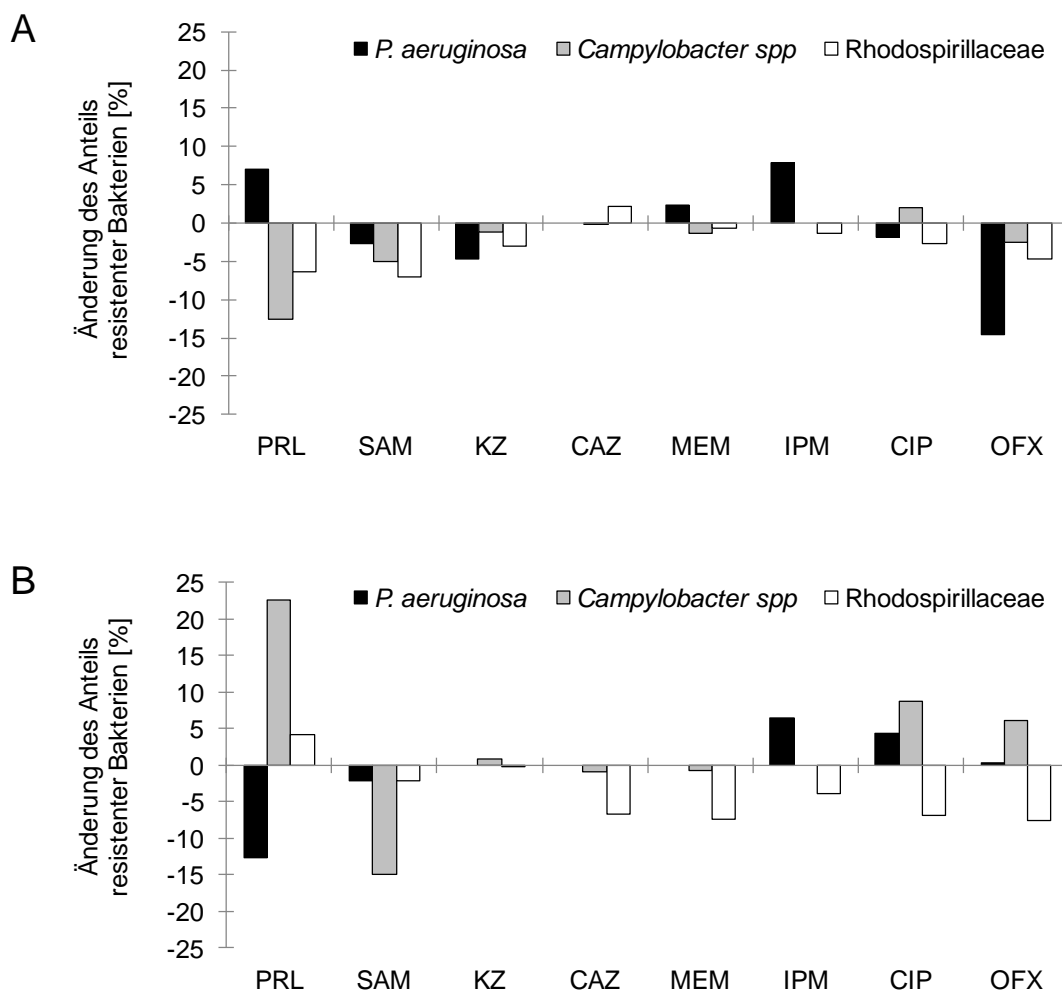 A
P. aeruginosa Campylobacter spp Rhodospirillaceae
Änderung des Anteils
resistenter Bakterien [%]
25
20
15
10
5
0
-5
-10
-15
-20
-25
PRL SAM KZ CAZ MEM IPM CIP OFX
B
P. aeruginosa Campylobacter spp Rhodospirillaceae
Änderung des Anteils
resistenter Bakterien [%]
25
20
15
10
5
0
-5
-10
-15
-20
-25
PRL SAM KZ CAZ MEM IPM CIP OFX